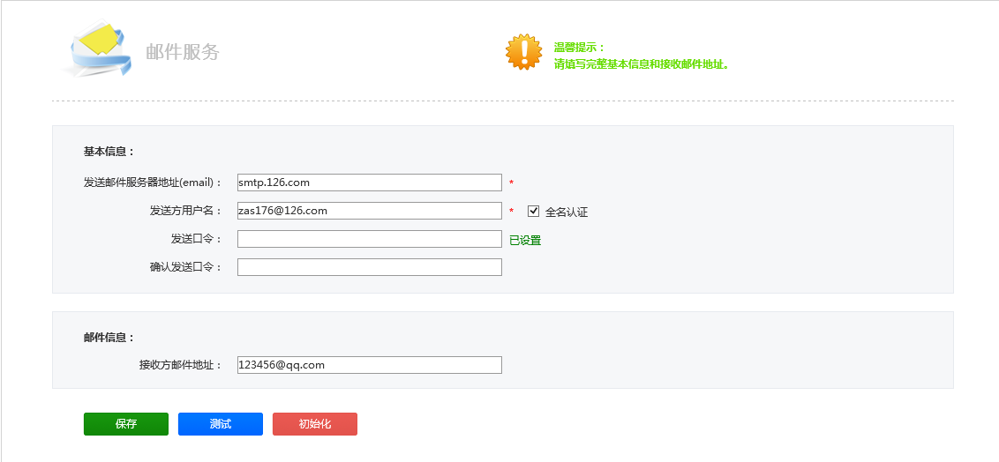 邮件服务
温馨提示：
请填写完整基本信息和接收邮件地址。
基本信息：
发送邮件服务器地址(email)： smtp.126.com *
发送方用户名： zas176@126.com * 全名认证
发送口令： 已设置
确认发送口令：
邮件信息：
接收方邮件地址： 123456@qq.com
保存 测试 初始化